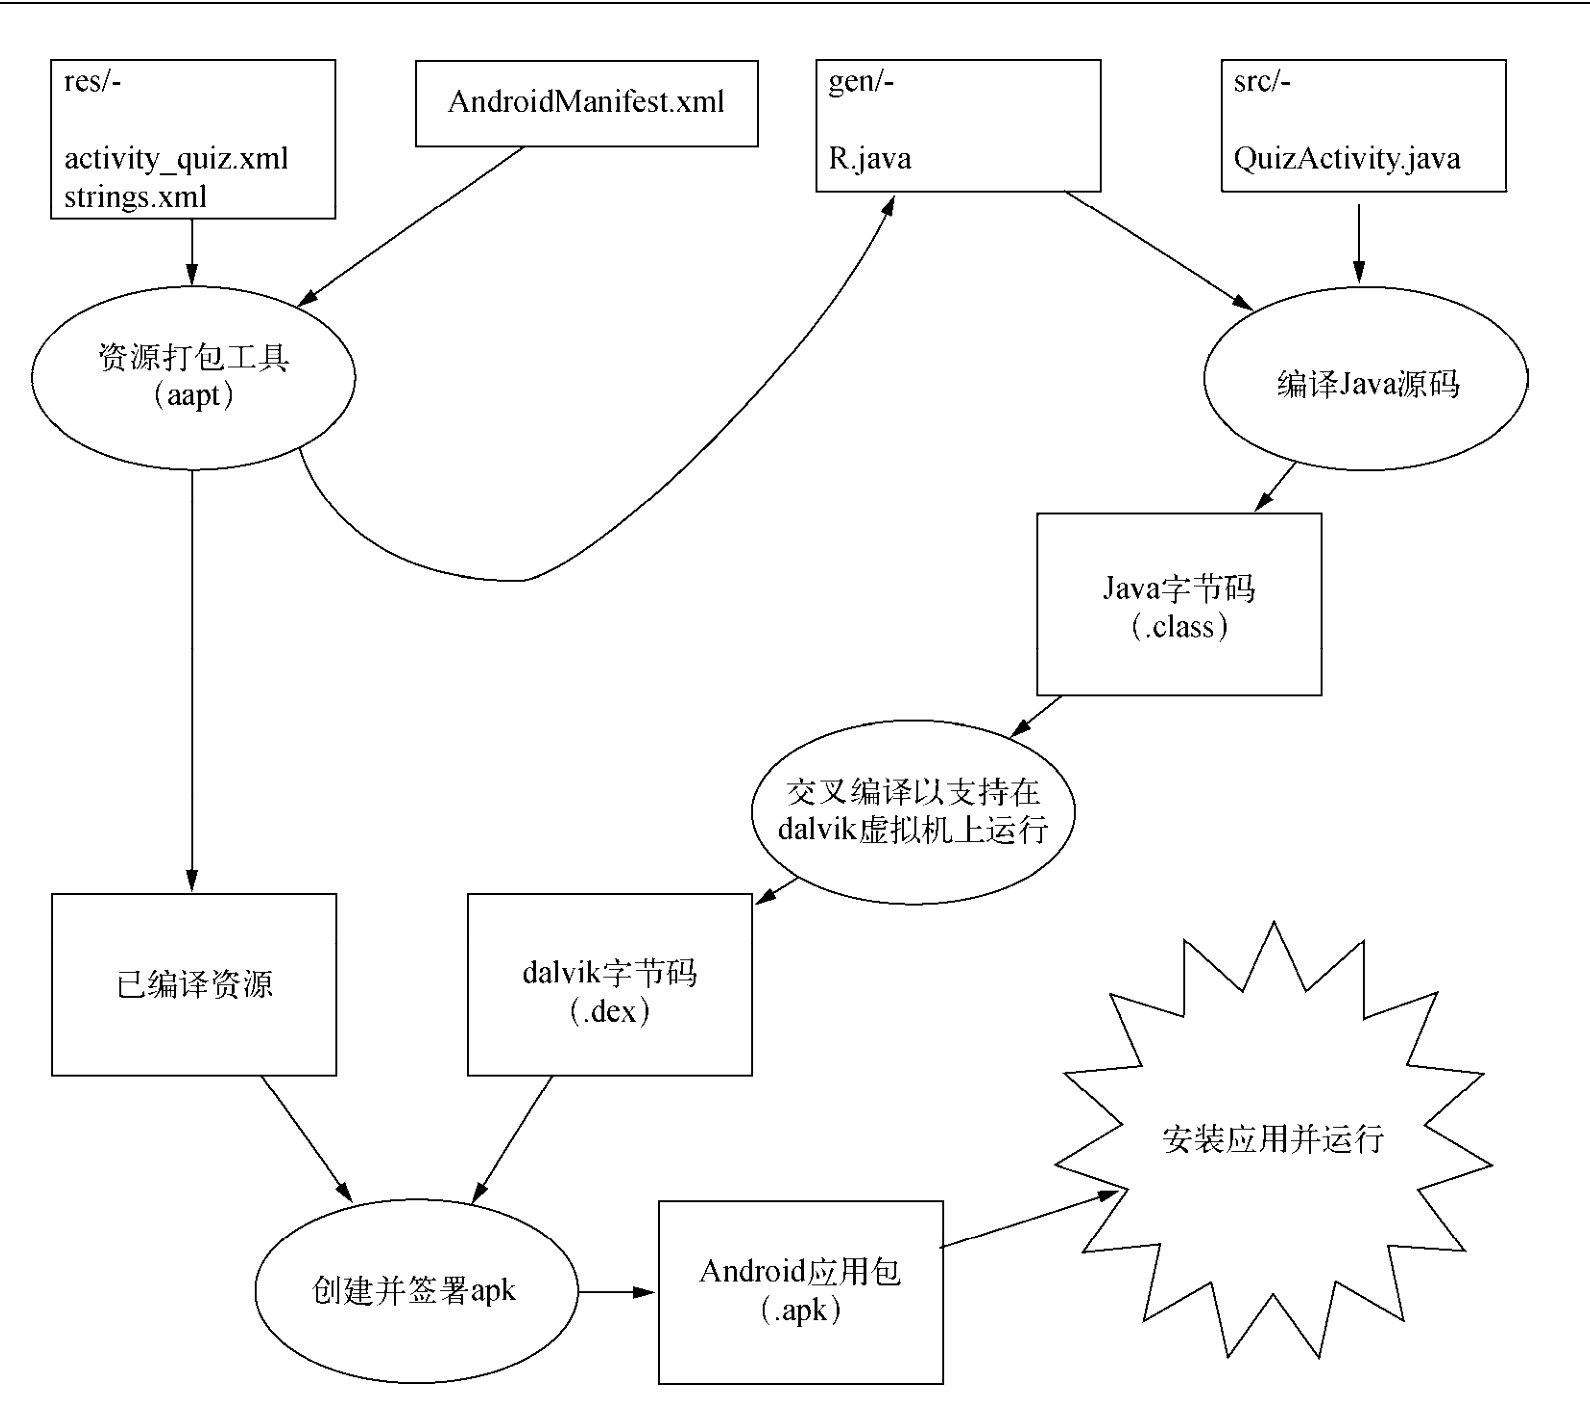 res/-
activity_quiz.xml
strings.xml
AndroidManifest.xml
gen/-
R.java
src/-
QuizActivity.java
资源打包工具
（aapt）
编译Java源码
Java字节码
（.class）
交叉编译以支持在
dalvik虚拟机上运行
已编译资源
dalvik字节码
（.dex）
安装应用并运行
创建并签署apk
Android应用包
（.apk）